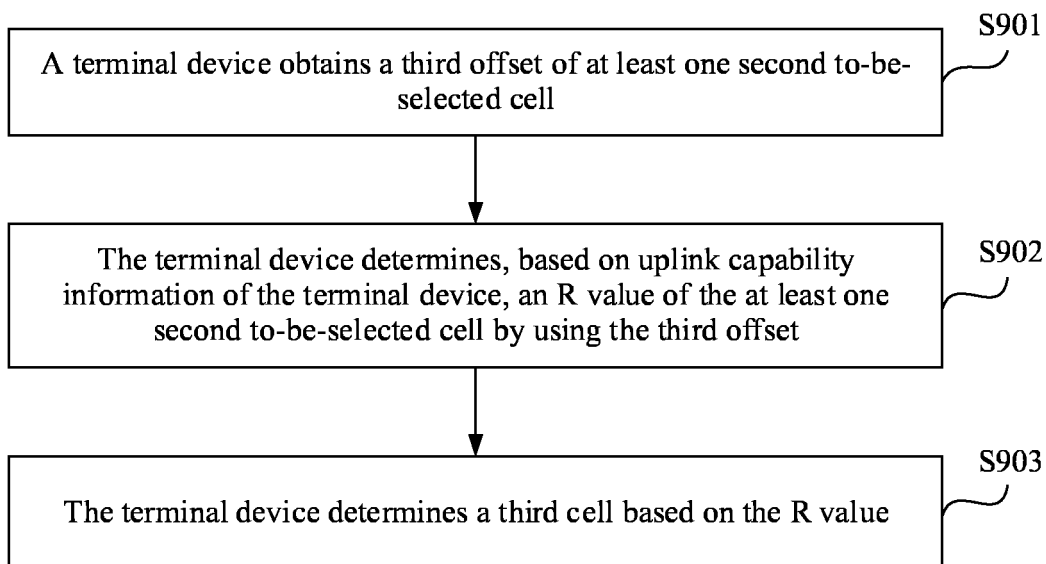 S901
A terminal device obtains a third offset of at least one second to-be-
selected cell
S902
The terminal device determines, based on uplink capability
information of the terminal device, an R value of the at least one
second to-be-selected cell by using the third offset
S903
The terminal device determines a third cell based on the R value